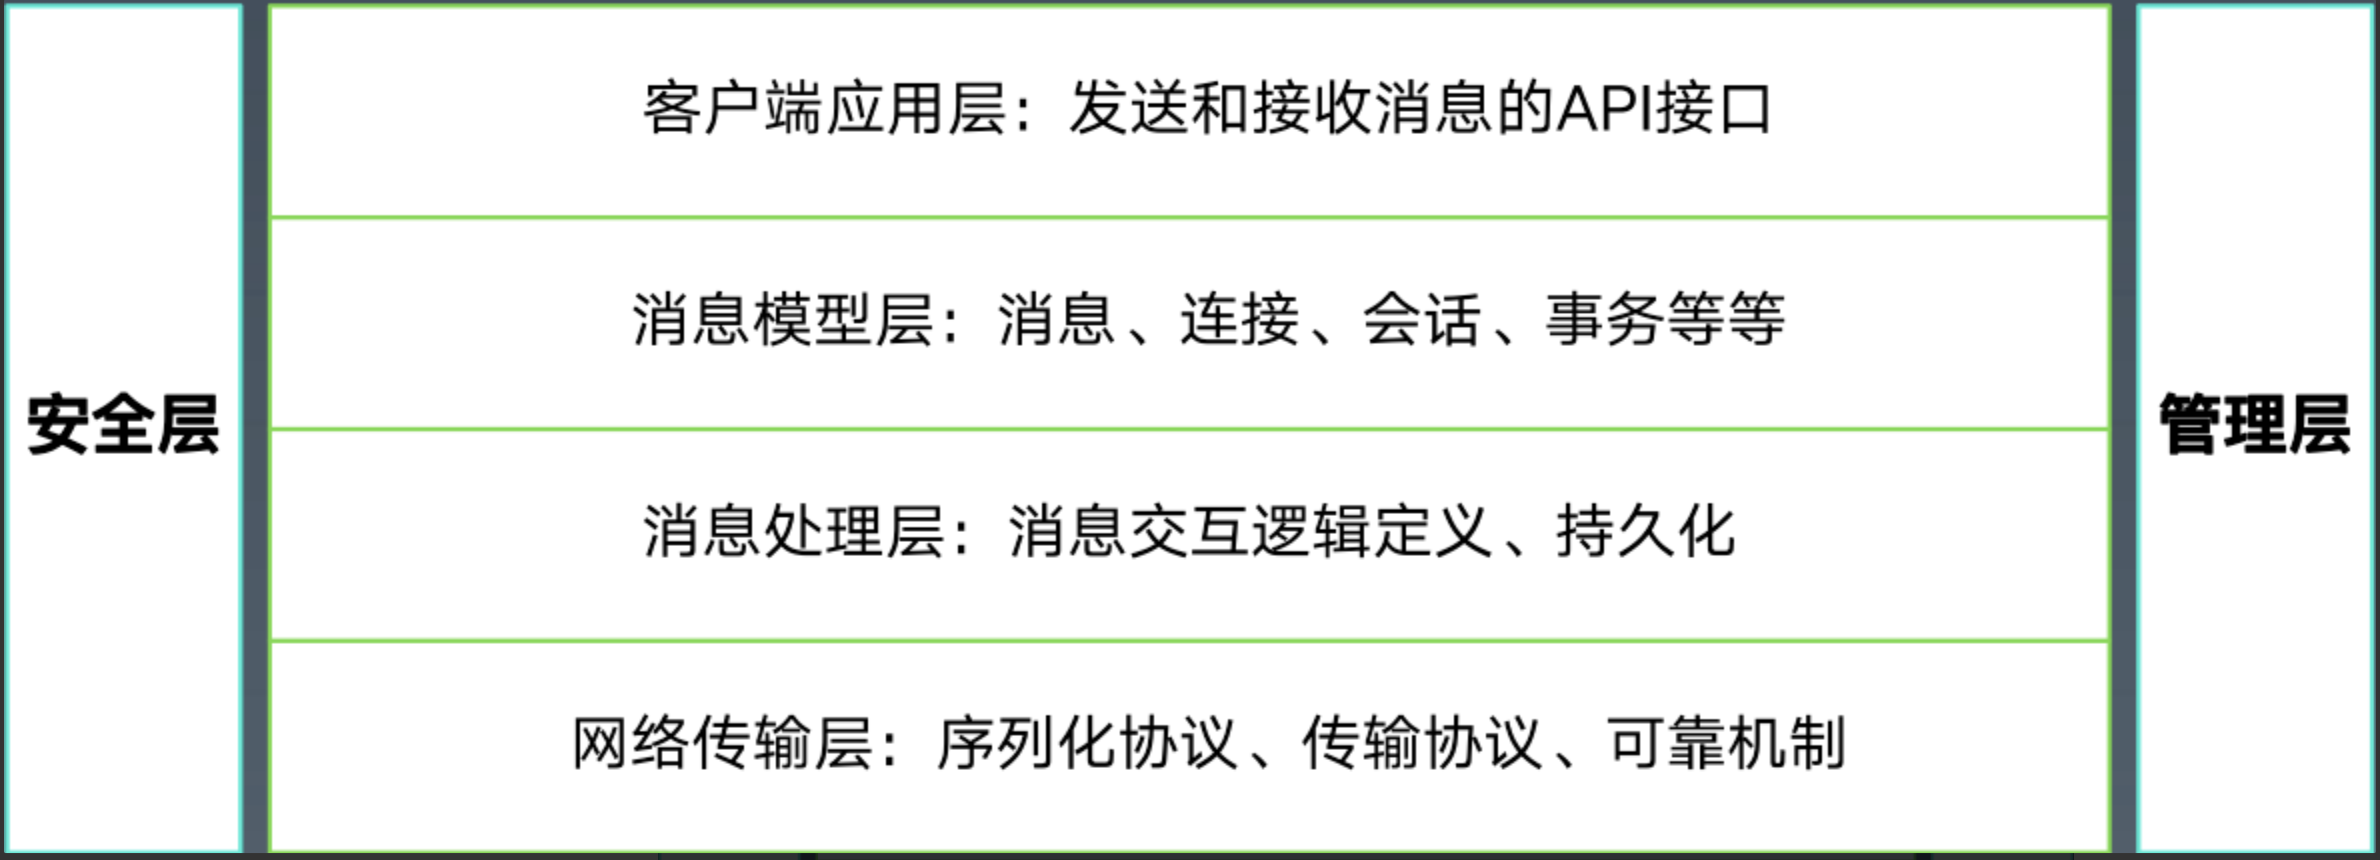 安全层
客户端应用层：发送和接收消息的API接口
消息模型层：消息、连接、会话、事务等等
消息处理层：消息交互逻辑定义、持久化
网络传输层：序列化协议、传输协议、可靠机制
管理层